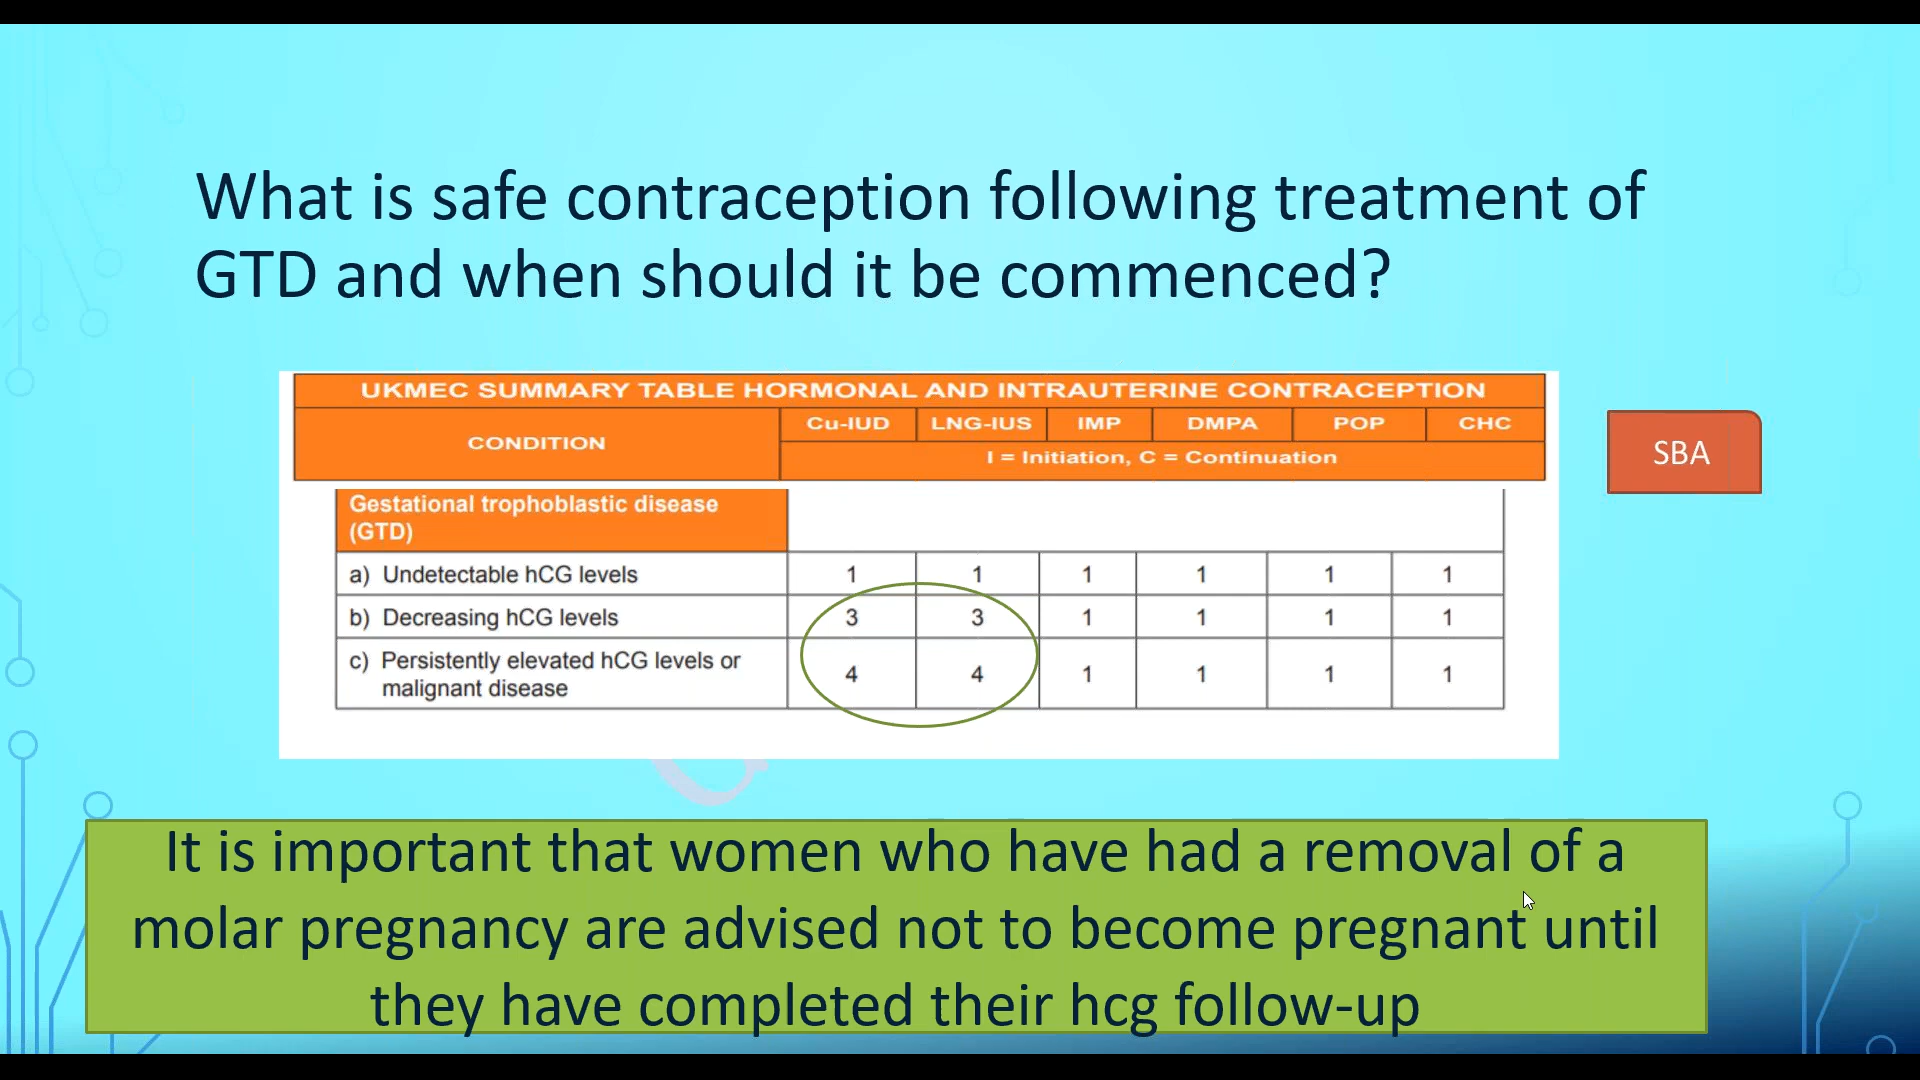 What is safe contraception following treatment of
GTD and when should it be commenced?
UKMEC SUMMARY TABLE HORMONAL AND INTRAUTERINE CONTRACEPTION
CONDITION
Cu-IUD LNG-IUS IMP DMPA POP CHC
I = Initiation, C = Continuation
SBA
Gestational trophoblastic disease
(GTD)
a) Undetectable hCG levels 1 1 1 1 1 1
b) Decreasing hCG levels 3 3 1 1 1 1
c) Persistently elevated hCG levels or
malignant disease 4 4 1 1 1 1
It is important that women who have had a removal of a
molar pregnancy are advised not to become pregnant until
they have completed their hcg follow-up